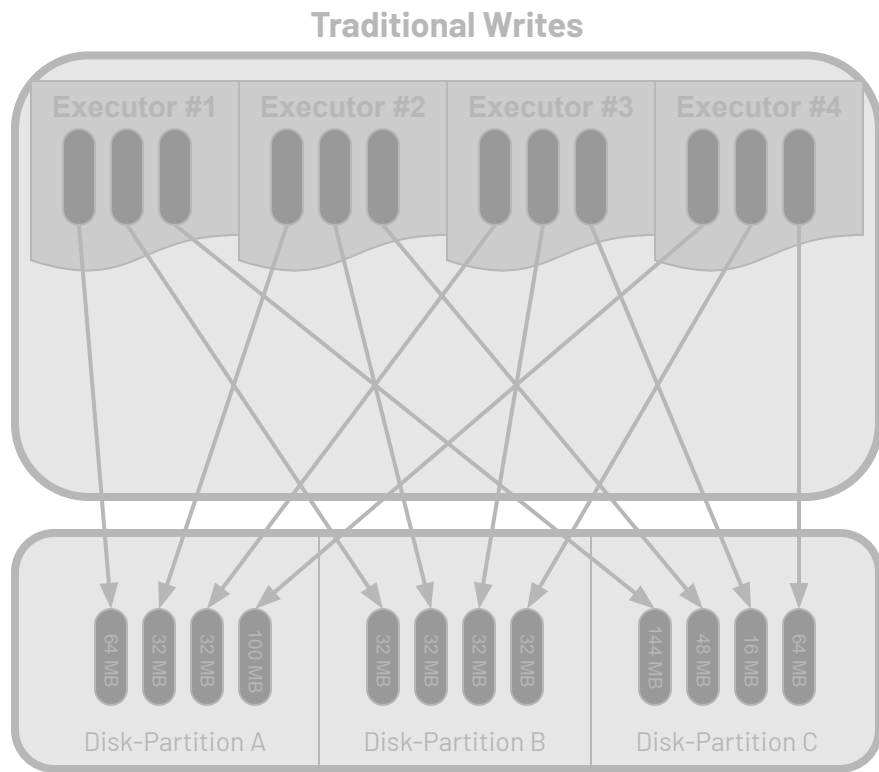 Traditional Writes
Executor #1 Executor #2 Executor #3 Executor #4
64 MB 32 MB 32 MB 100 MB 32 MB 32 MB 32 MB 32 MB 144 MB 48 MB 16 MB 64 MB
Disk-Partition A Disk-Partition B Disk-Partition C